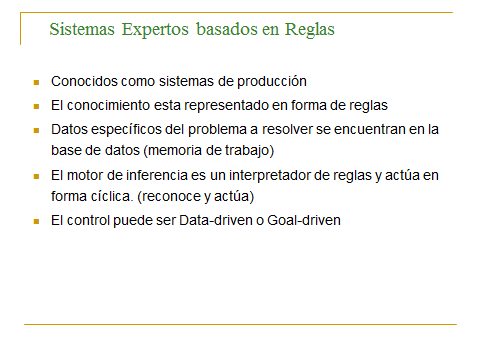 Sistemas Expertos basados en Reglas
Conocidos como sistemas de producción
El conocimiento esta representado en forma de reglas
Datos específicos del problema a resolver se encuentran en la
base de datos (memoria de trabajo)
El motor de inferencia es un interpretador de reglas y actúa en
forma cíclica. (reconoce y actúa)
El control puede ser Data-driven o Goal-driven